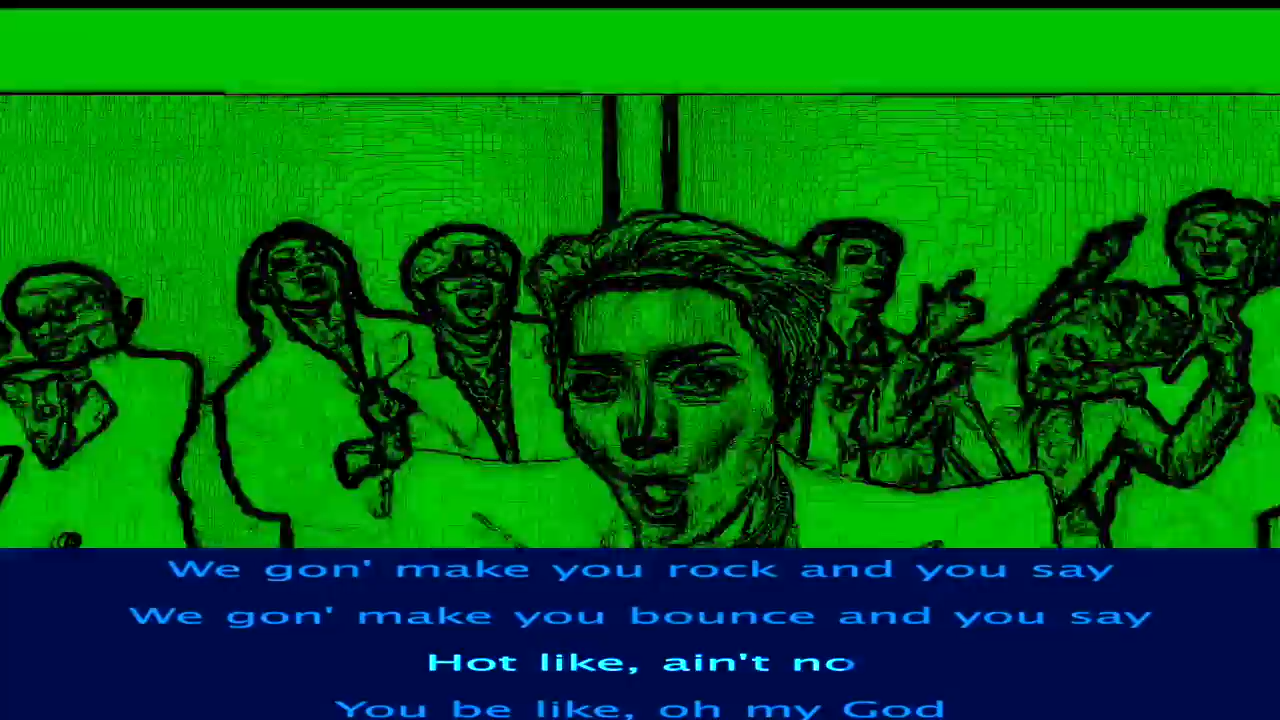 We gon' make you rock and you say
We gon' make you bounce and you say
Hot like, ain't no
You be like, oh my God